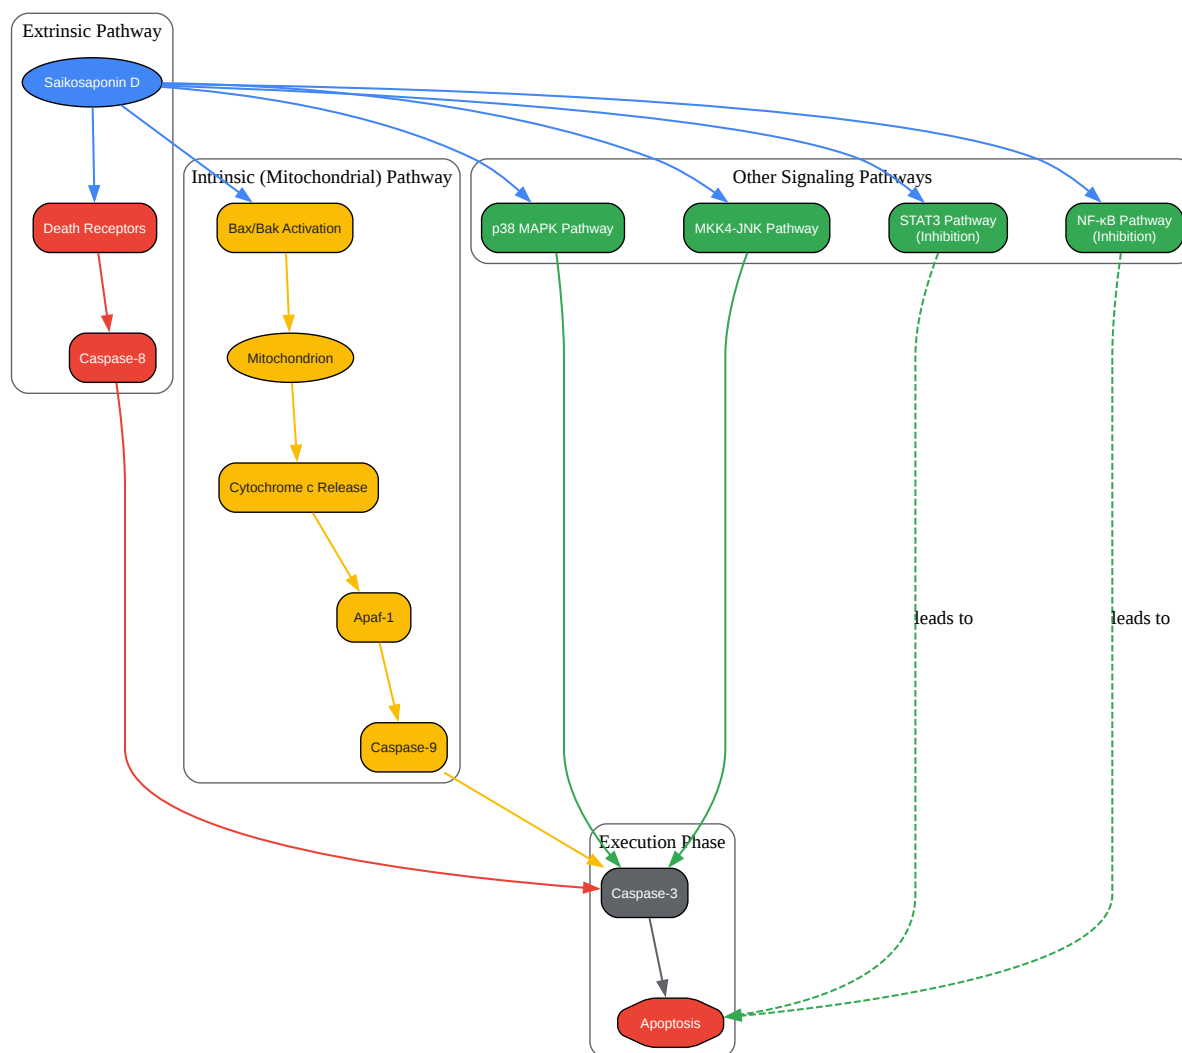 Extrinsic Pathway
Saikosaponin D
Intrinsic (Mitochondrial) Pathway
Other Signaling Pathways
Death Receptors
Bax/Bak Activation
p38 MAPK Pathway
MKK4-JNK Pathway
STAT3 Pathway
(Inhibition)
NF-κB Pathway
(Inhibition)
Caspase-8
Mitochondrion
Cytochrome c Release
Apaf-1
leads to
leads to
Caspase-9
Execution Phase
Caspase-3
Apoptosis